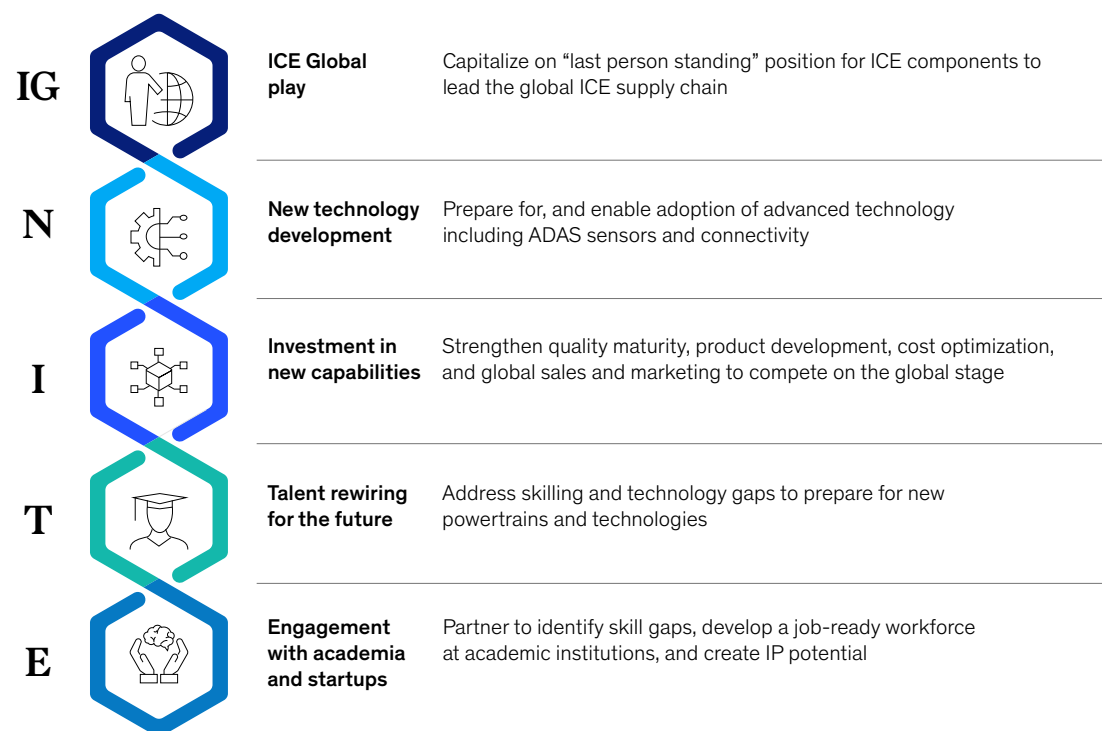 IG
ICE Global
play
Capitalize on “last person standing” position for ICE components to
lead the global ICE supply chain
N
New technology
development
Prepare for, and enable adoption of advanced technology
including ADAS sensors and connectivity
I
Investment in
new capabilities
Strengthen quality maturity, product development, cost optimization,
and global sales and marketing to compete on the global stage
T
Talent rewiring
for the future
Address skilling and technology gaps to prepare for new
powertrains and technologies
E
Engagement
with academia
and startups
Partner to identify skill gaps, develop a job-ready workforce
at academic institutions, and create IP potential